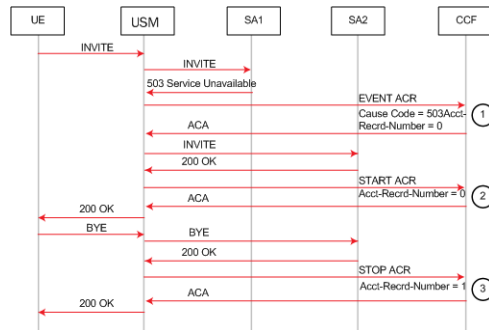 UE USM SA1 SA2 CCF
INVITE
INVITE
503 Service Unavailable
EVENT ACR
Cause Code = 503Acct-
Recrd-Number = 0
1
ACA
INVITE
200 OK
START ACR
Acct-Recrd-Number = 0
2
ACA
200 OK
BYE
BYE
200 OK
STOP ACR
Acct-Recrd-Number = 1
3
ACA
200 OK